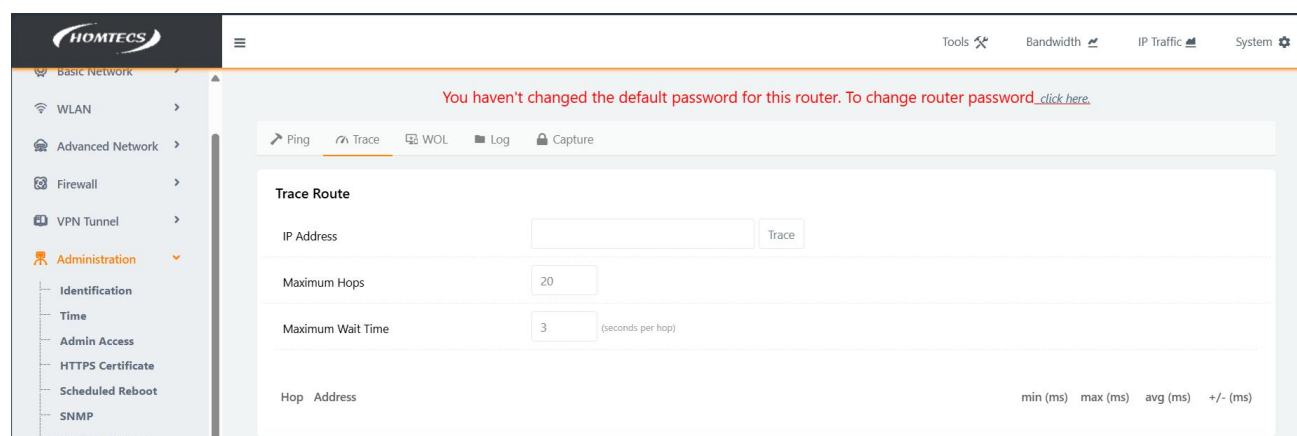 HOMTECS
Tools Bandwidth IP Traffic System
Basic Network
WLAN
Advanced Network
Firewall
VPN Tunnel
Administration
Identification
Time
Admin Access
HTTPS Certificate
Scheduled Reboot
SNMP
You haven't changed the default password for this router. To change router password click here.
Ping Trace WOL Log Capture
Trace Route
IP Address Trace
Maximum Hops 20
Maximum Wait Time 3 (seconds per hop)
Hop Address min (ms) max (ms) avg (ms) +/- (ms)